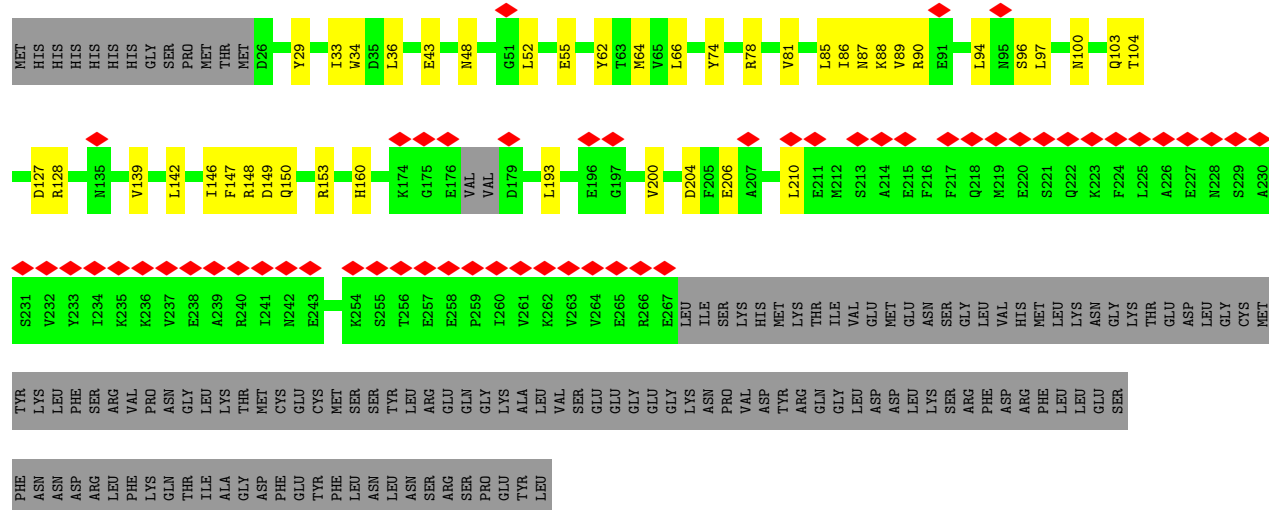 MET HIS HIS HIS HIS HIS HIS GLY SER PRO MET THR MET D26 Y29 I33 W34 D35 L36 E43 N48 G51 L52 E55 Y62 T63 M64 V65 L66 Y74 R78 V81 L85 I86 N87 K88 V89 R90 E91 L94 N95 S96 L97 N100 Q103 T104
D127 R128 N135 V139 L142 I146 F147 R148 D149 Q150 R153 H160 K174 G175 E176 VAL VAL D179 L193 E196 G197 V200 D204 F205 E206 A207 L210 E211 M212 S213 A214 E215 F216 F217 Q218 M219 E220 S221 Q222 K223 F224 L225 A226 E227 N228 S229 A230
S231 V232 Y233 I234 K235 K236 V237 E238 A239 R240 I241 N242 E243 K254 S255 T256 E257 E258 P259 I260 V261 K262 V263 V264 E265 R266 E267 LEU ILE SER LYS HIS MET LYS THR ILE VAL GLU MET GLU ASN SER GLY LEU VAL HIS MET LEU LYS ASN GLY LYS THR GLU ASP LEU GLY CYS MET
TYR LYS LEU PHE SER ARG VAL PRO ASN GLY LEU LYS THR MET CYS GLU CYS MET SER SER TYR LEU ARG GLU GLN GLY LYS ALA LEU VAL SER GLU GLU GLY GLU GLY LYS ASN PRO VAL ASP TYR ARG GLN GLY LEU ASP ASP LEU LYS SER ARG PHE ASP ARG PHE LEU LEU GLU SER
PHE ASN ASN ASP ARG LEU PHE LYS GLN THR ILE ALA GLY ASP PHE GLU TYR PHE LEU ASN LEU ASN SER ARG SER PRO GLU TYR LEU